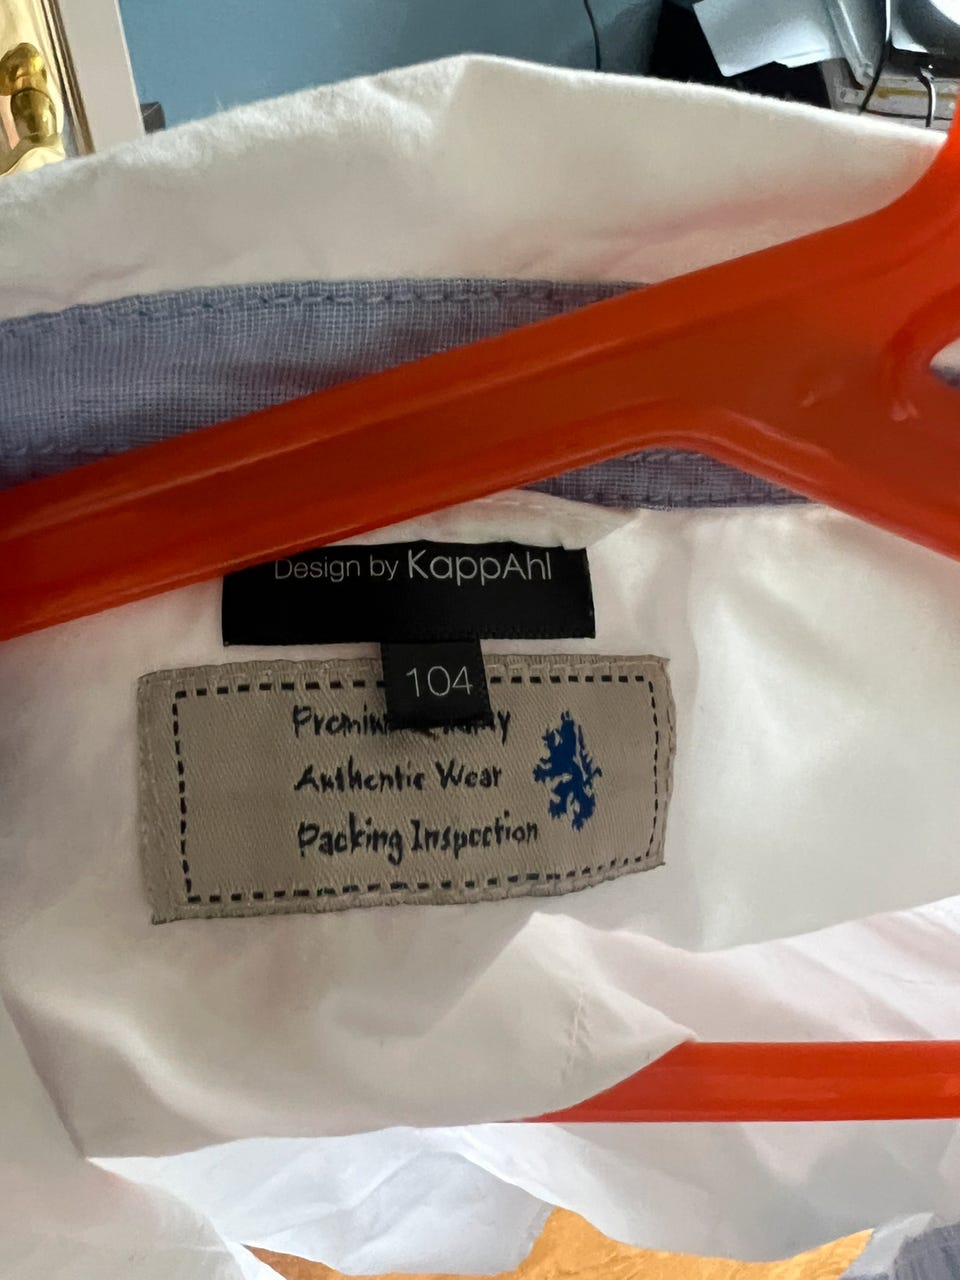 Design by KappAhl
104
Authentic Wear
Packing Inspection